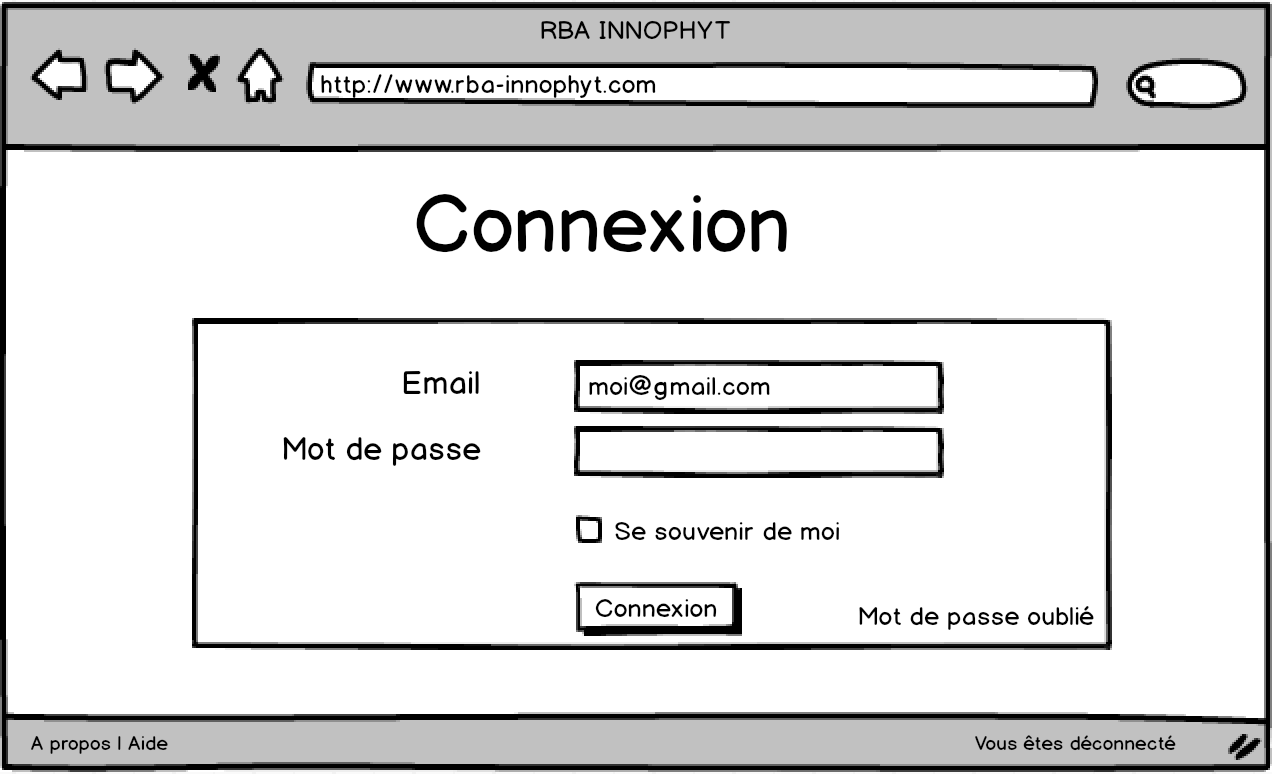 RBA INNOPHYT
http://www.rba-innophyt.com
Connexion
Email
moi@gmail.com
Mot de passe
Se souvenir de moi
Connexion
Mot de passe oublié
A propos | Aide
Vous êtes déconnecté